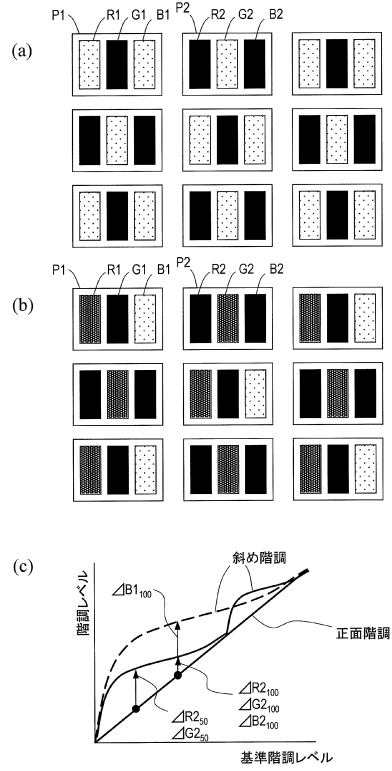 (a)
P1 R1 G1 B1 P2 R2 G2 B2
(b)
P1 R1 G1 B1 P2 R2 G2 B2
(c)
階調レベル
斜め階調
⊿B1100
正面階調
⊿R2100
⊿G2100
⊿B2100
⊿R250
⊿G250
基準階調レベル